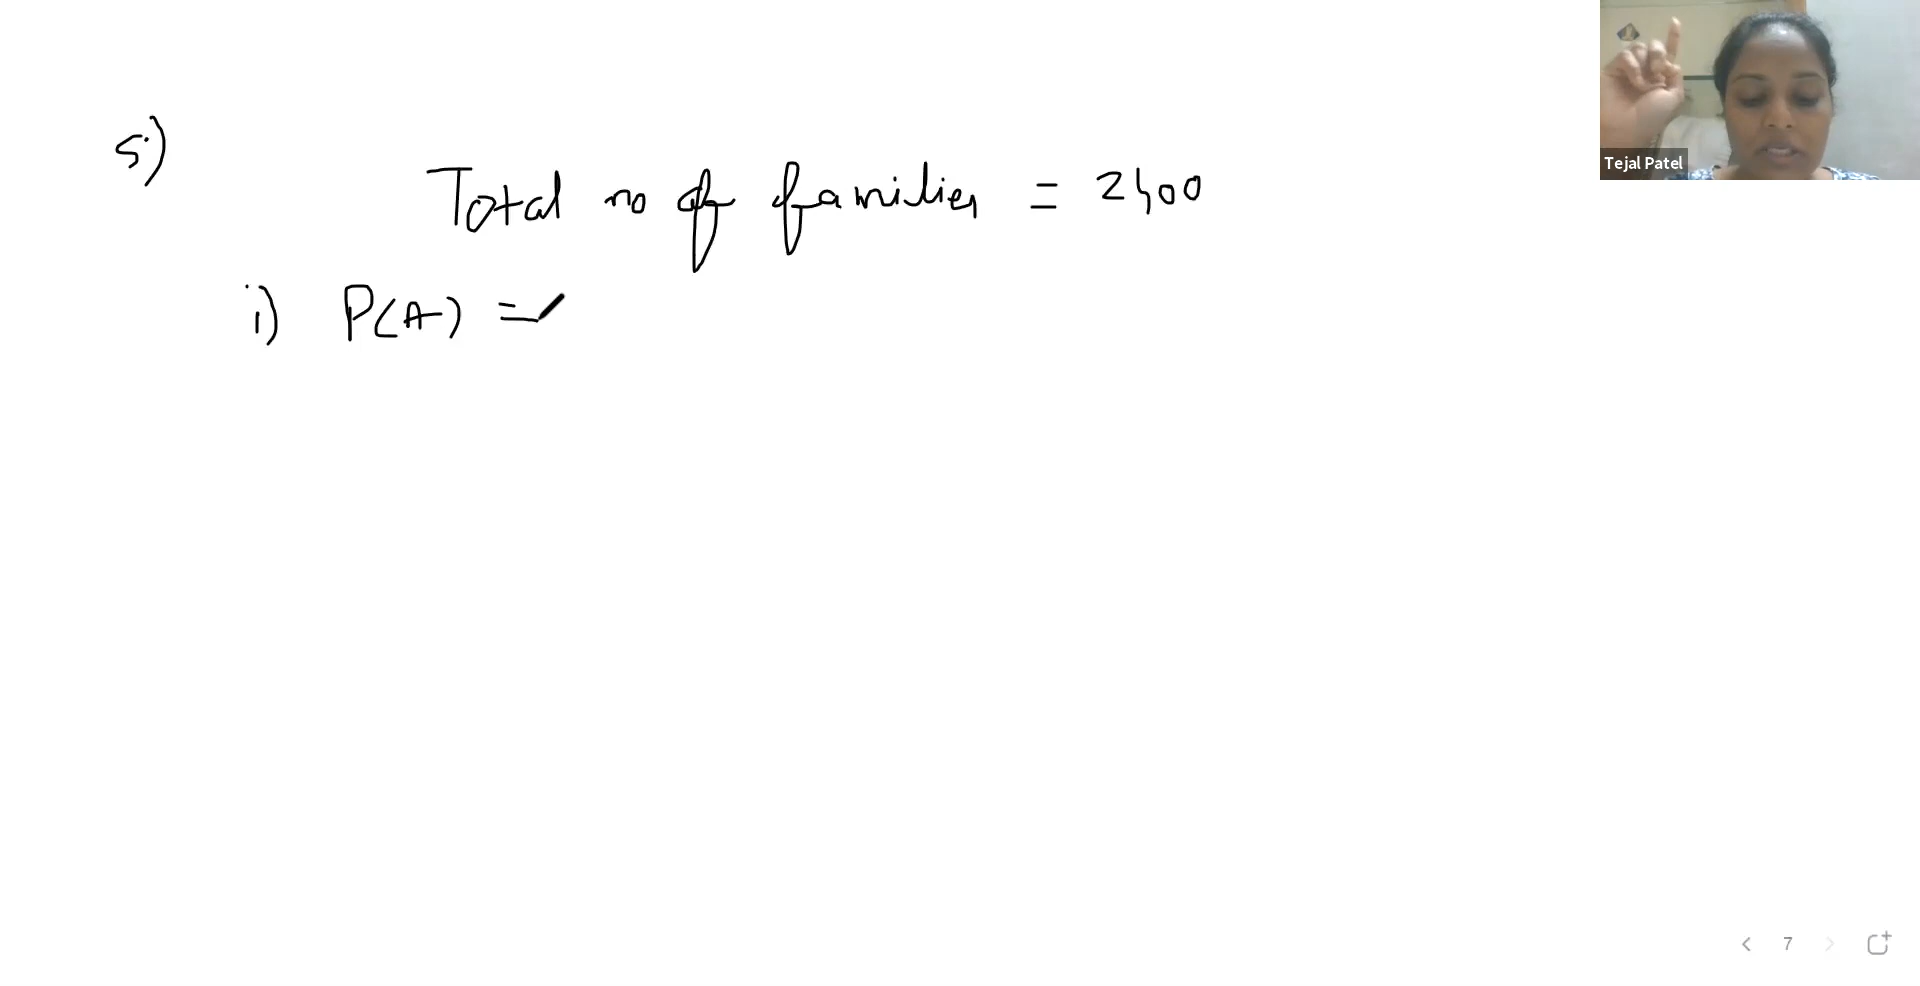 5)
Total no of families = 2400
i) P(A) =
Tejal Patel
7